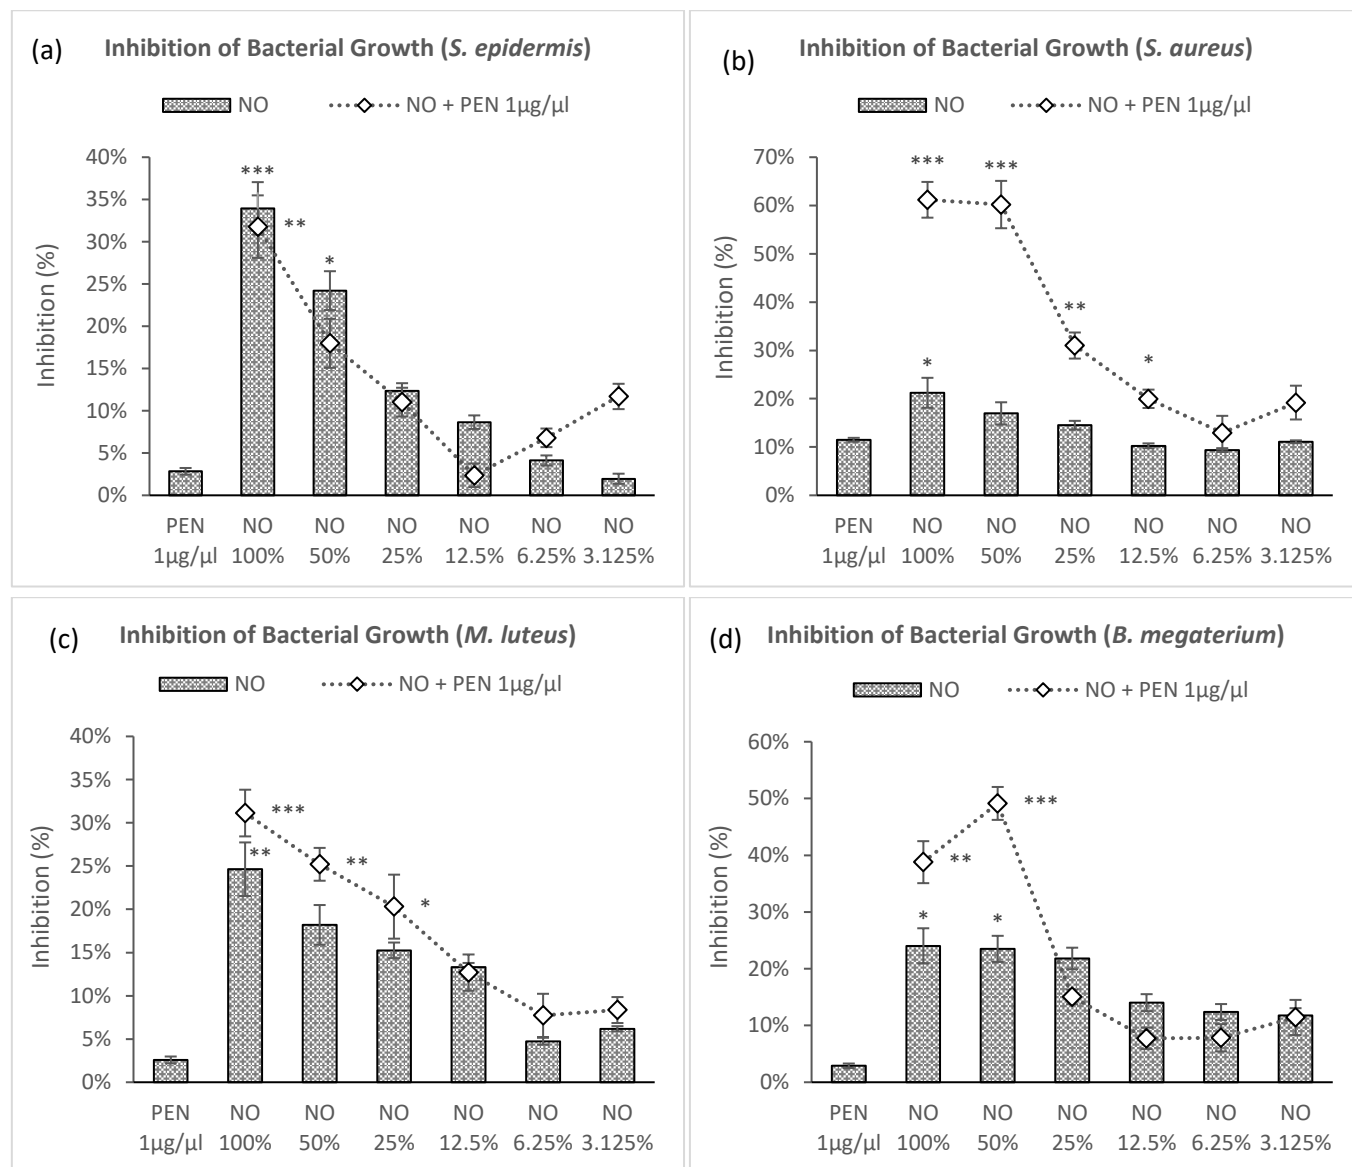 (a) Inhibition of Bacterial Growth (S. epidermis)
NO NO + PEN 1µg/µl
40%
35%
30%
25%
20%
15%
10%
5%
0%
Inhibition (%)
***
**
*
PEN NO NO NO NO NO NO
1µg/µl 100% 50% 25% 12.5% 6.25% 3.125%
(b) Inhibition of Bacterial Growth (S. aureus)
NO NO + PEN 1µg/µl
70%
60%
50%
40%
30%
20%
10%
0%
Inhibition (%)
*** ***
**
* *
PEN NO NO NO NO NO NO
1µg/µl 100% 50% 25% 12.5% 6.25% 3.125%
(c) Inhibition of Bacterial Growth (M. luteus)
NO NO + PEN 1µg/µl
40%
35%
30%
25%
20%
15%
10%
5%
0%
Inhibition (%)
***
** **
*
PEN NO NO NO NO NO NO
1µg/µl 100% 50% 25% 12.5% 6.25% 3.125%
(d) Inhibition of Bacterial Growth (B. megaterium)
NO NO + PEN 1µg/µl
60%
50%
40%
30%
20%
10%
0%
Inhibition (%)
***
**
* *
PEN NO NO NO NO NO NO
1µg/µl 100% 50% 25% 12.5% 6.25% 3.125%